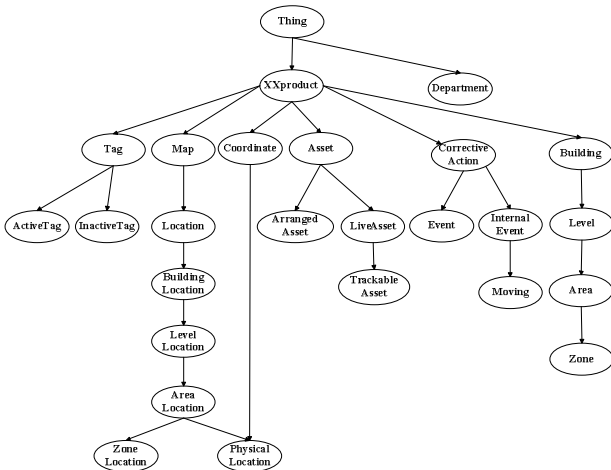 Thing
XXproduct
Department
Tag
Map
Coordinate
Asset
Corrective
Action
Building
ActiveTag
InactiveTag
Location
Arranged
Asset
LiveAsset
Event
Internal
Event
Level
Building
Location
Trackable
Asset
Moving
Area
Level
Location
Zone
Area
Location
Zone
Location
Physical
Location